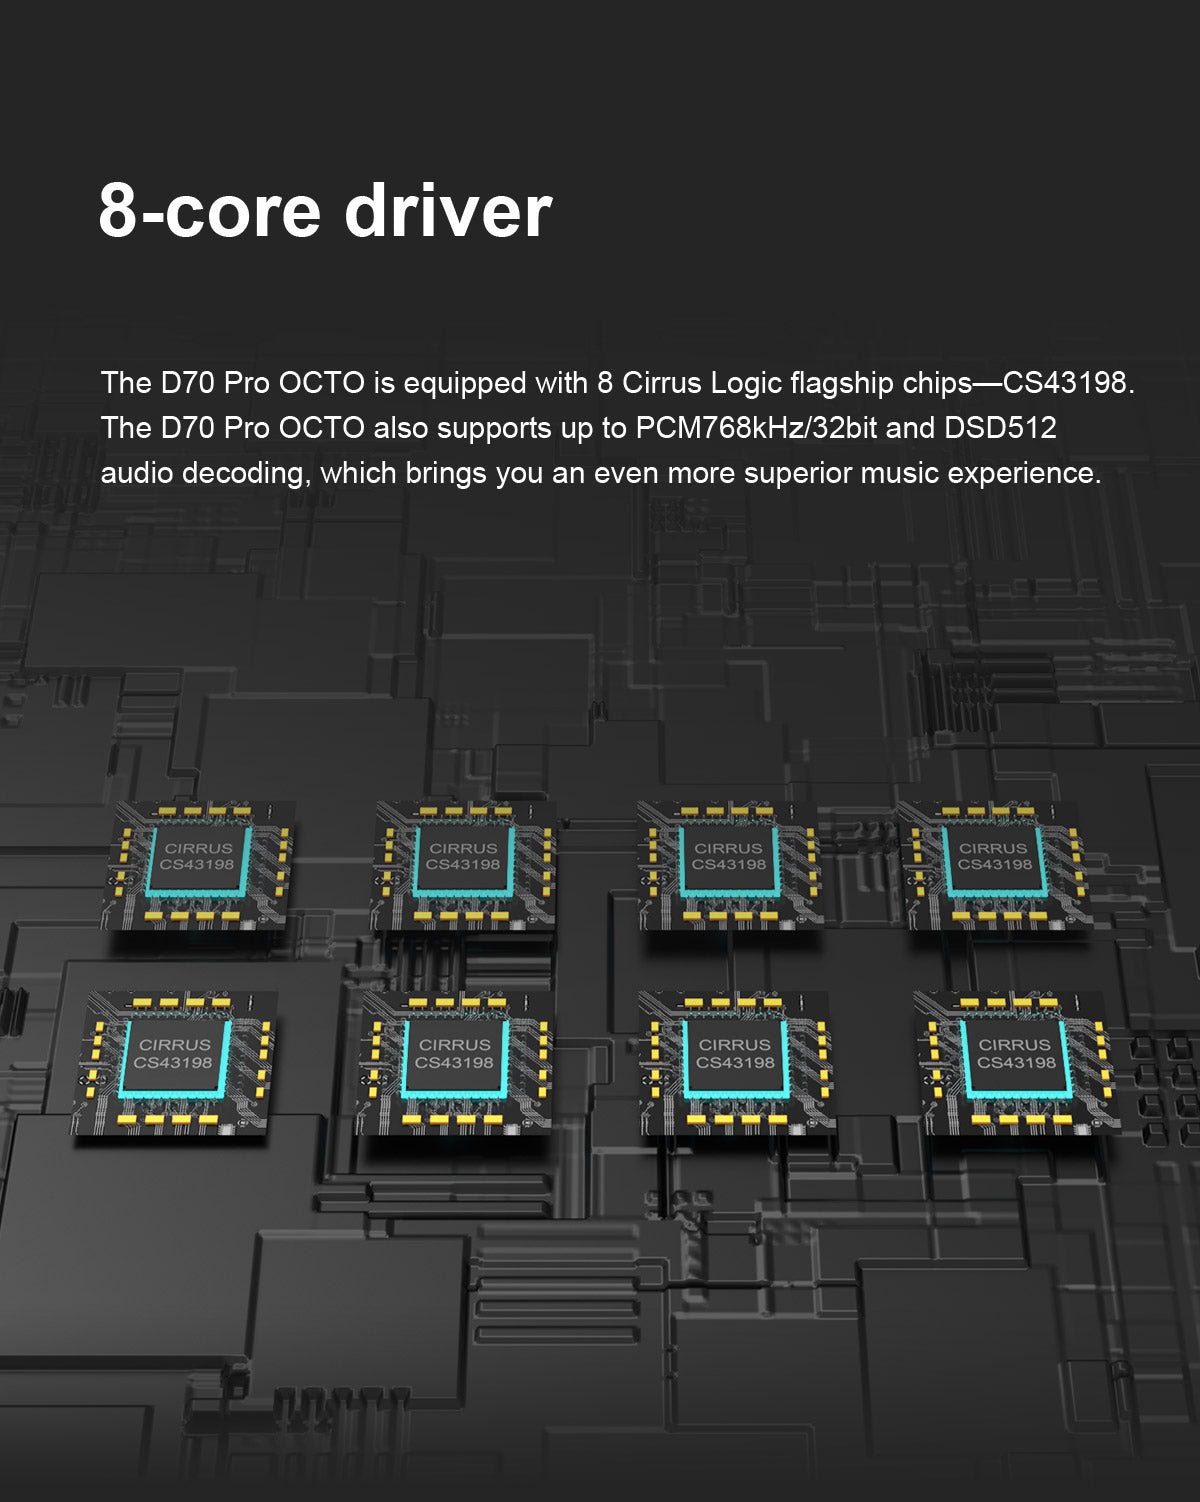 8-core driver
The D70 Pro OCTO is equipped with 8 Cirrus Logic flagship chips—CS43198.
The D70 Pro OCTO also supports up to PCM768kHz/32bit and DSD512
audio decoding, which brings you an even more superior music experience.
CIRRUS
CS43198
CIRRUS
CS43198
CIRRUS
CS43198
CIRRUS
CS43198
CIRRUS
CS43198
CIRRUS
CS43198
CIRRUS
CS43198
CIRRUS
CS43198